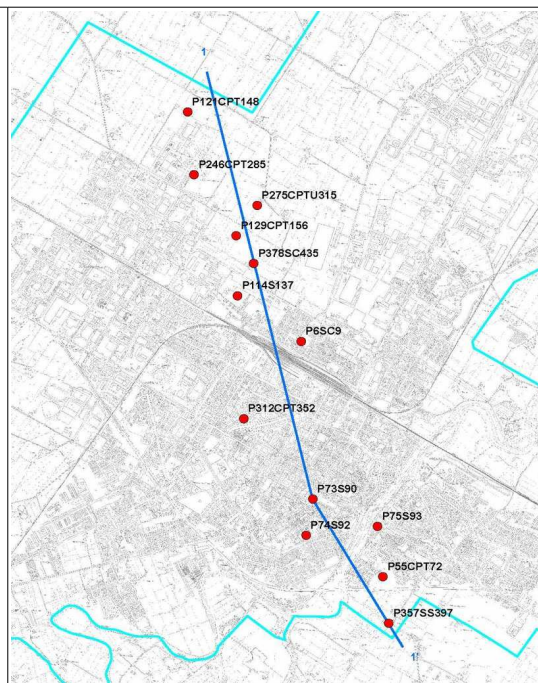 1
P121CPT148
P246CPT285
P275CPTU315
P129CPT156
P378SC435
P114S137
P6SC9
P312CPT352
P73S90
P75S93
P74S92
P55CPT72
P357SS397
1'